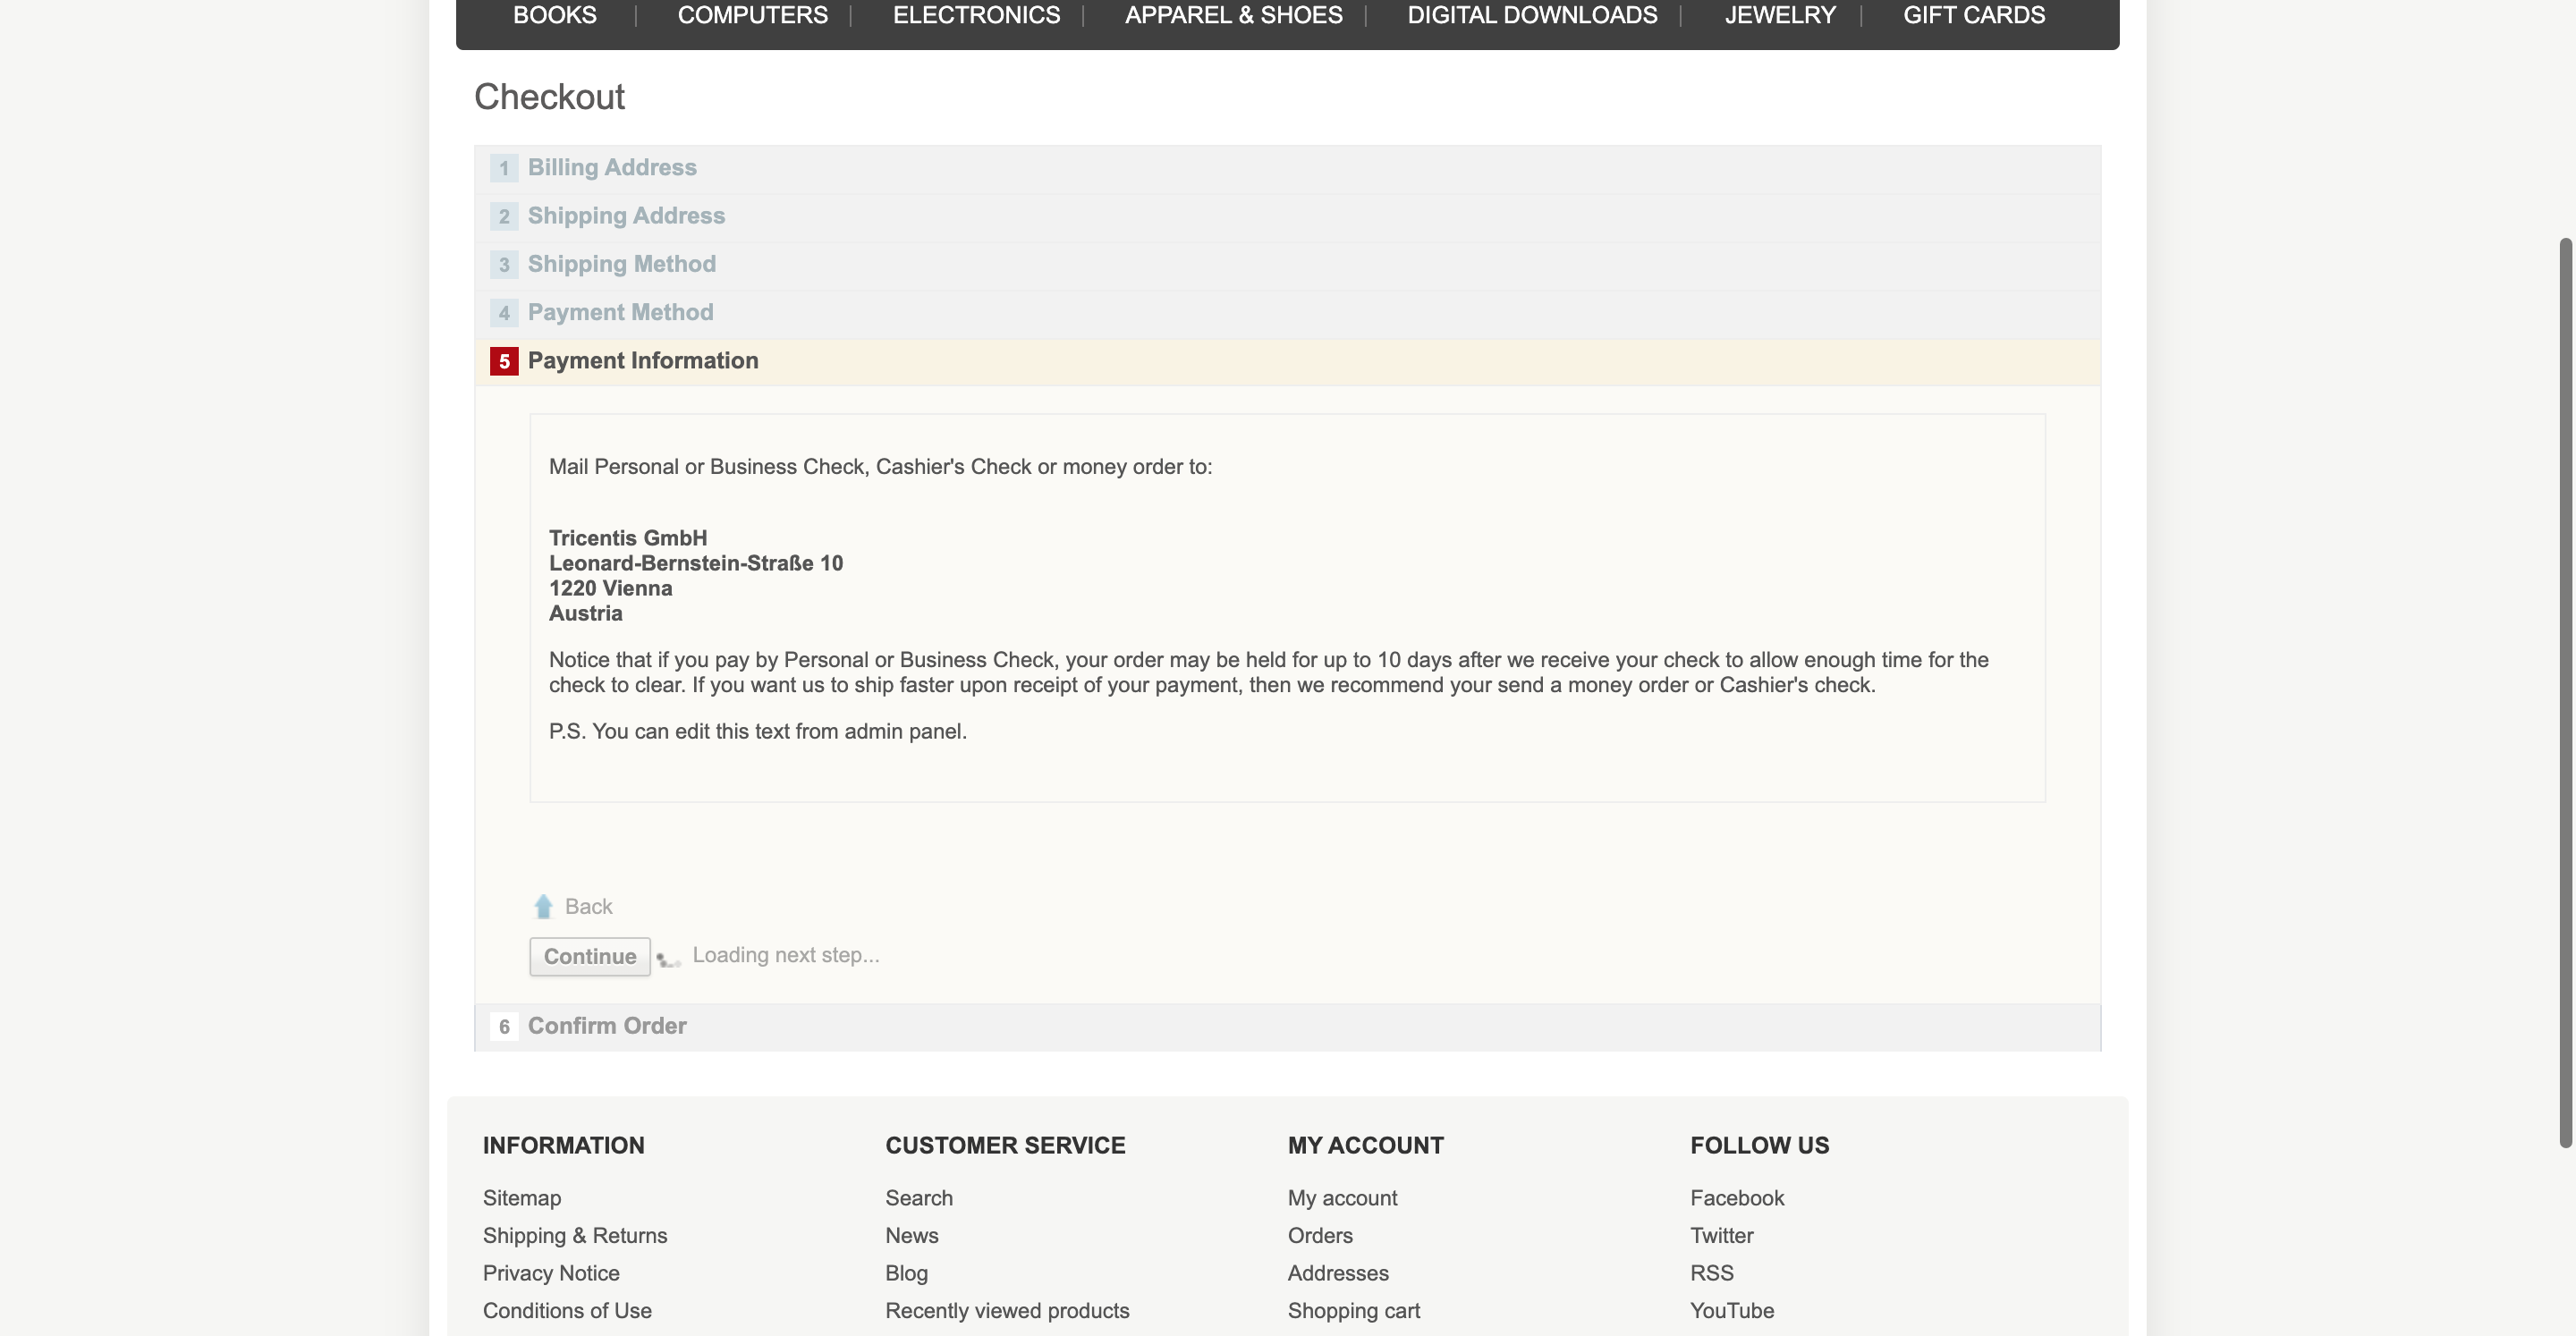 BOOKS | COMPUTERS | ELECTRONICS | APPAREL & SHOES | DIGITAL DOWNLOADS | JEWELRY | GIFT CARDS
Checkout
1 Billing Address
2 Shipping Address
3 Shipping Method
4 Payment Method
5 Payment Information
Mail Personal or Business Check, Cashier's Check or money order to:
Tricentis GmbH
Leonard-Bernstein-Straße 10
1220 Vienna
Austria
Notice that if you pay by Personal or Business Check, your order may be held for up to 10 days after we receive your check to allow enough time for the
check to clear. If you want us to ship faster upon receipt of your payment, then we recommend your send a money order or Cashier's check.
P.S. You can edit this text from admin panel.
Back
Continue Loading next step...
6 Confirm Order
INFORMATION
Sitemap
Shipping & Returns
Privacy Notice
Conditions of Use
CUSTOMER SERVICE
Search
News
Blog
Recently viewed products
MY ACCOUNT
My account
Orders
Addresses
Shopping cart
FOLLOW US
Facebook
Twitter
RSS
YouTube